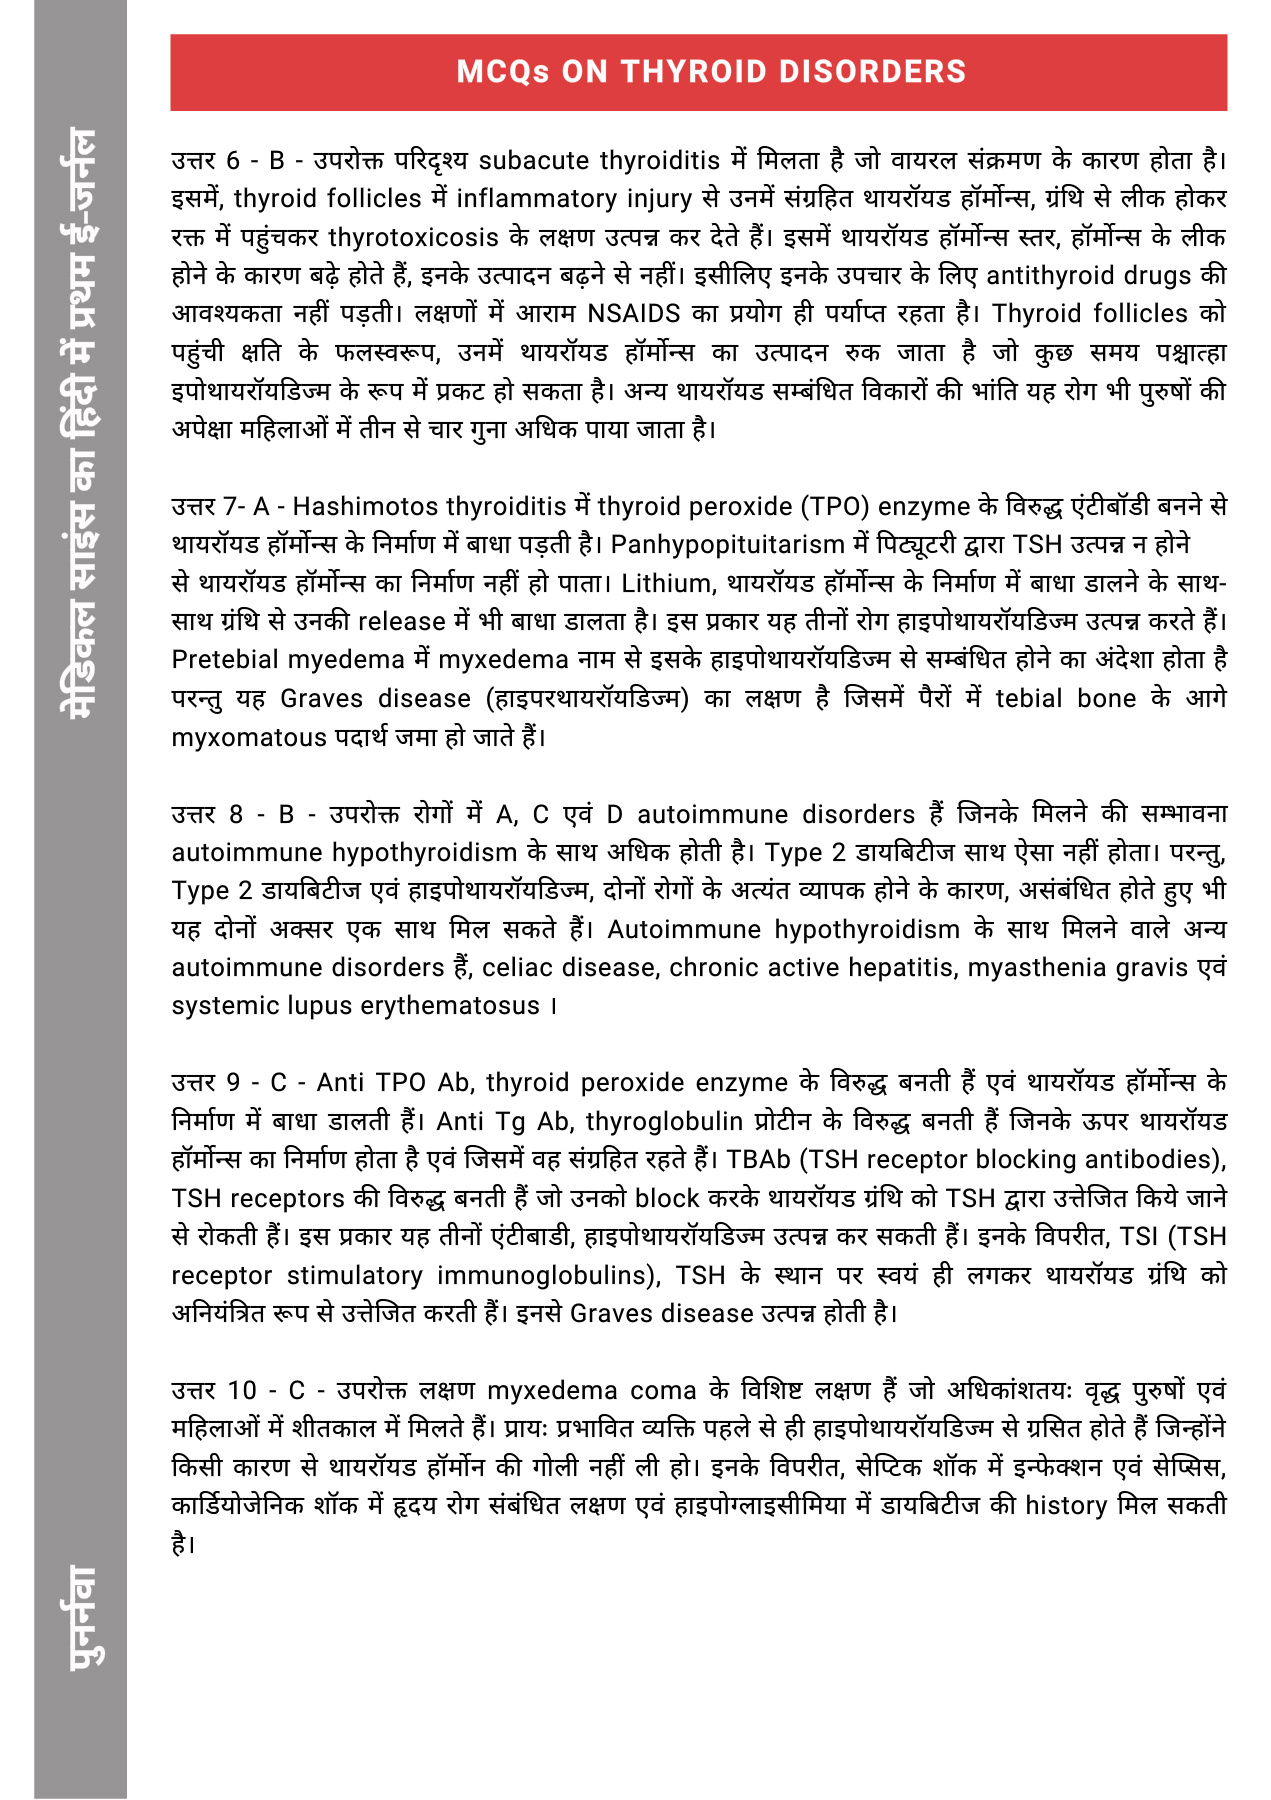 MCQs ON THYROID DISORDERS
उत्तर 6 - B - उपरोक्त परिदृश्य subacute thyroiditis में मिलता है जो वायरल संक्रमण के कारण होता है।
इसमें, thyroid follicles में inflammatory injury से उनमें संग्रहित थायरॉयड हॉर्मोन्स, ग्रंथि से लीक होकर
रक्त में पहुंचकर thyrotoxicosis के लक्षण उत्पन्न कर देते हैं। इसमें थायरॉयड हॉर्मोन्स स्तर, हॉर्मोन्स के लीक
होने के कारण बढ़े होते हैं, इनके उत्पादन बढ़ने से नहीं। इसीलिए इनके उपचार के लिए antithyroid drugs की
आवश्यकता नहीं पड़ती। लक्षणों में आराम NSAIDS का प्रयोग ही पर्याप्त रहता है। Thyroid follicles को
पहुंची क्षति के फलस्वरूप, उनमें थायरॉयड हॉर्मोन्स का उत्पादन रुक जाता है जो कुछ समय पश्चात्हा
इपोथायरॉयडिज्म के रूप में प्रकट हो सकता है। अन्य थायरॉयड सम्बंधित विकारों की भांति यह रोग भी पुरुषों की
अपेक्षा महिलाओं में तीन से चार गुना अधिक पाया जाता है।
उत्तर 7- A - Hashimotos thyroiditis में thyroid peroxide (TPO) enzyme के विरुद्ध एंटीबॉडी बनने से
थायरॉयड हॉर्मोन्स के निर्माण में बाधा पड़ती है। Panhypopituitarism में पिट्यूटरी द्वारा TSH उत्पन्न न होने
से थायरॉयड हॉर्मोन्स का निर्माण नहीं हो पाता। Lithium, थायरॉयड हॉर्मोन्स के निर्माण में बाधा डालने के साथ-
साथ ग्रंथि से उनकी release में भी बाधा डालता है। इस प्रकार यह तीनों रोग हाइपोथायरॉयडिज्म उत्पन्न करते हैं।
Pretebial myedema में myxedema नाम से इसके हाइपोथायरॉयडिज्म से सम्बंधित होने का अंदेशा होता है
परन्तु यह Graves disease (हाइपरथायरॉयडिज्म) का लक्षण है जिसमें पैरों में tebial bone के आगे
myxomatous पदार्थ जमा हो जाते हैं।
उत्तर 8 - B - उपरोक्त रोगों में A, C एवं D autoimmune disorders हैं जिनके मिलने की सम्भावना
autoimmune hypothyroidism के साथ अधिक होती है। Type 2 डायबिटीज साथ ऐसा नहीं होता। परन्तु,
Type 2 डायबिटीज एवं हाइपोथायरॉयडिज्म, दोनों रोगों के अत्यंत व्यापक होने के कारण, असंबंधित होते हुए भी
यह दोनों अक्सर एक साथ मिल सकते हैं। Autoimmune hypothyroidism के साथ मिलने वाले अन्य
autoimmune disorders हैं, celiac disease, chronic active hepatitis, myasthenia gravis एवं
systemic lupus erythematosus ।
उत्तर 9 - C - Anti TPO Ab, thyroid peroxide enzyme के विरुद्ध बनती हैं एवं थायरॉयड हॉर्मोन्स के
निर्माण में बाधा डालती हैं। Anti Tg Ab, thyroglobulin प्रोटीन के विरुद्ध बनती हैं जिनके ऊपर थायरॉयड
हॉर्मोन्स का निर्माण होता है एवं जिसमें वह संग्रहित रहते हैं। TBAb (TSH receptor blocking antibodies),
TSH receptors की विरुद्ध बनती हैं जो उनको block करके थायरॉयड ग्रंथि को TSH द्वारा उत्तेजित किये जाने
से रोकती हैं। इस प्रकार यह तीनों एंटीबाडी, हाइपोथायरॉयडिज्म उत्पन्न कर सकती हैं। इनके विपरीत, TSI (TSH
receptor stimulatory immunoglobulins), TSH के स्थान पर स्वयं ही लगकर थायरॉयड ग्रंथि को
अनियंत्रित रूप से उत्तेजित करती हैं। इनसे Graves disease उत्पन्न होती है।
उत्तर 10 - C - उपरोक्त लक्षण myxedema coma के विशिष्ट लक्षण हैं जो अधिकांशतयः वृद्ध पुरुषों एवं
महिलाओं में शीतकाल में मिलते हैं। प्रायः प्रभावित व्यक्ति पहले से ही हाइपोथायरॉयडिज्म से ग्रसित होते हैं जिन्होंने
किसी कारण से थायरॉयड हॉर्मोन की गोली नहीं ली हो। इनके विपरीत, सेप्टिक शॉक में इन्फेक्शन एवं सेप्सिस,
कार्डियोजेनिक शॉक में हृदय रोग संबंधित लक्षण एवं हाइपोग्लाइसीमिया में डायबिटीज की history मिल सकती
है।
मेडिकल साइंस का हिंदी में प्रथम ई-जर्नल
पुनर्नवा